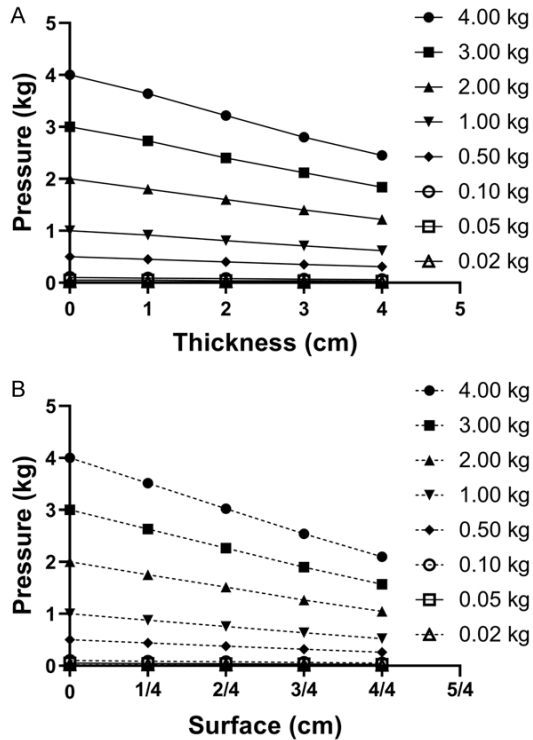 A
Pressure (kg)
5
4
3
2
1
0
0 1 2 3 4 5
Thickness (cm)
4.00 kg
3.00 kg
2.00 kg
1.00 kg
0.50 kg
0.10 kg
0.05 kg
0.02 kg
B
Pressure (kg)
5
4
3
2
1
0
0 1/4 2/4 3/4 4/4 5/4
Surface (cm)
4.00 kg
3.00 kg
2.00 kg
1.00 kg
0.50 kg
0.10 kg
0.05 kg
0.02 kg